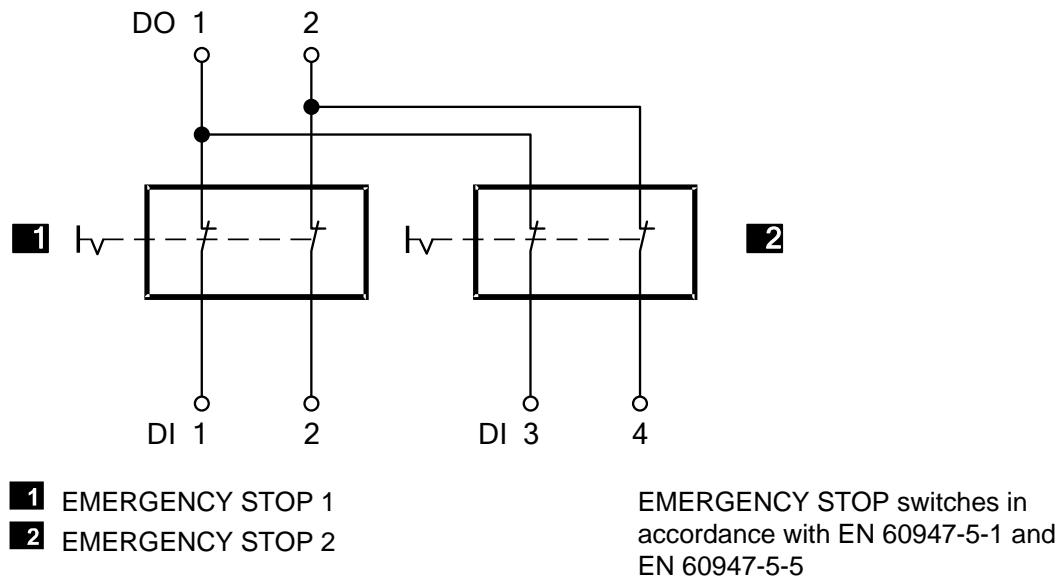 DO 1 2
1 2
DI 1 2 DI 3 4
1 EMERGENCY STOP 1
2 EMERGENCY STOP 2
EMERGENCY STOP switches in
accordance with EN 60947-5-1 and
EN 60947-5-5